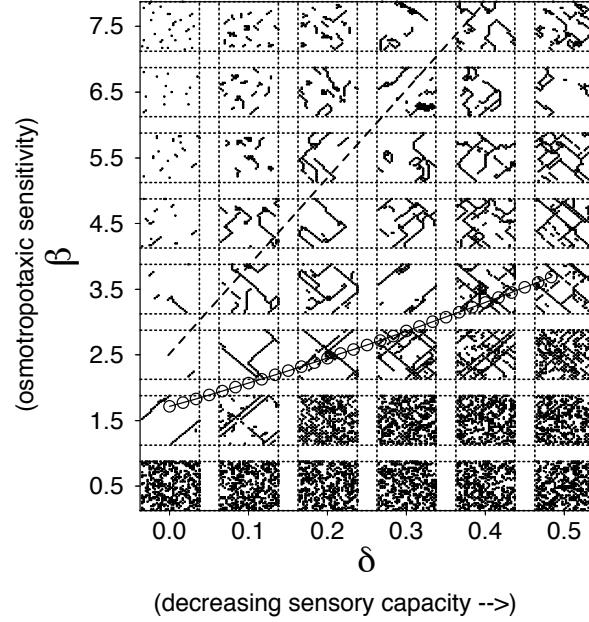 7.5
6.5
5.5
4.5
3.5
2.5
1.5
0.5
(osmotropotaxic sensitivity)
β
0.0 0.1 0.2 0.3 0.4 0.5
δ
(decreasing sensory capacity -->)